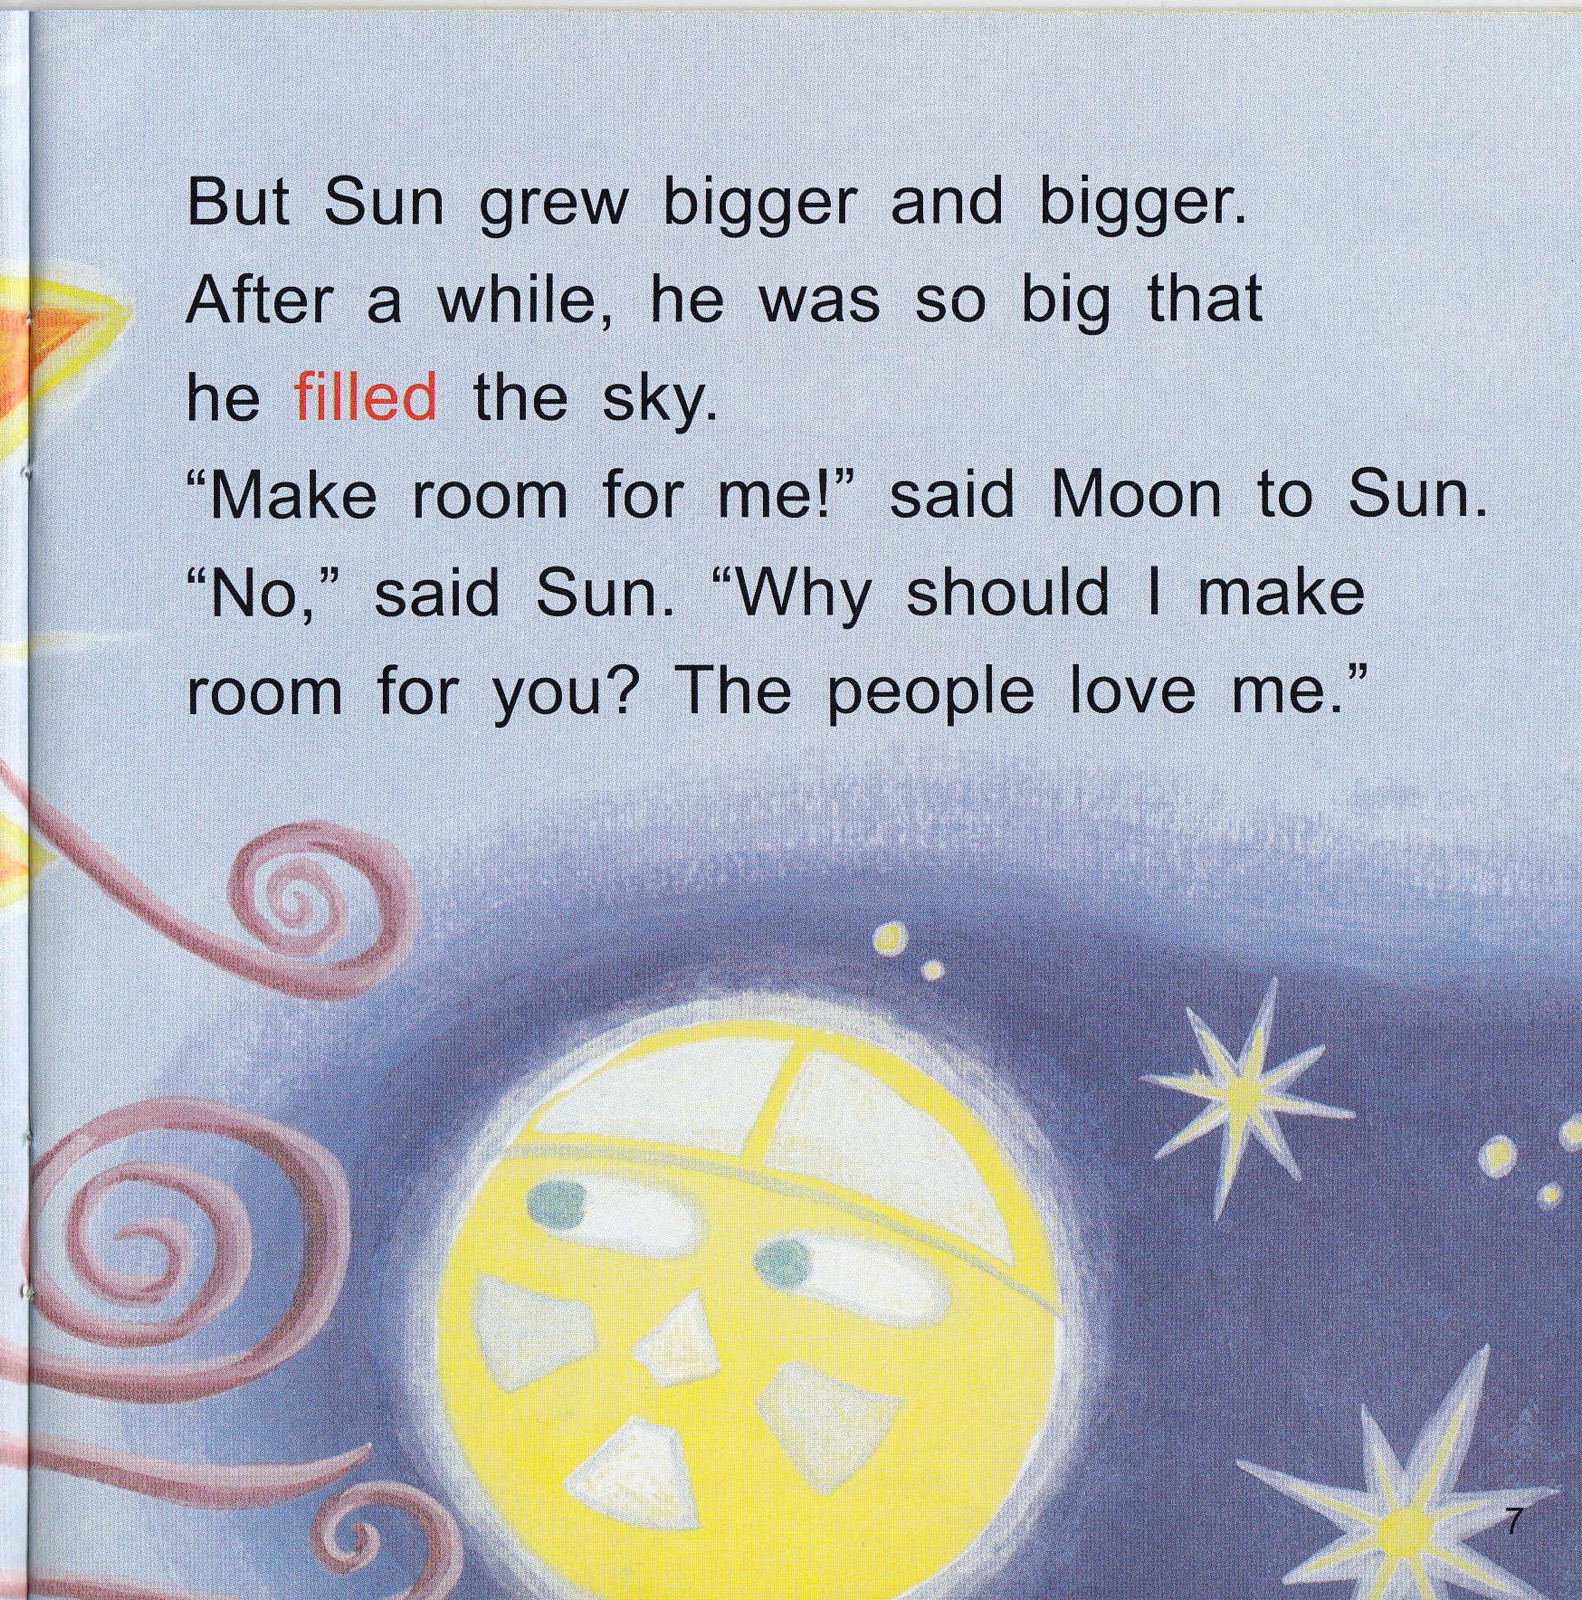 But Sun grew bigger and bigger.
After a while, he was so big that
he filled the sky.
“Make room for me!” said Moon to Sun.
“No,” said Sun. “Why should I make
room for you? The people love me.”
7